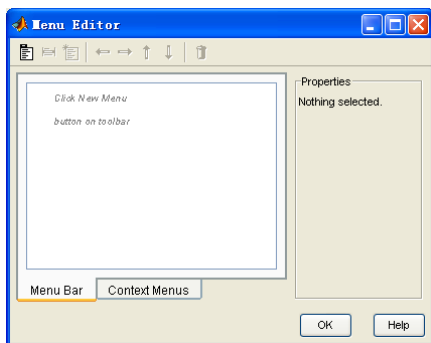 Menu Editor
Click New Menu
button on toolbar
Properties
Nothing selected.
Menu Bar
Context Menus
OK
Help